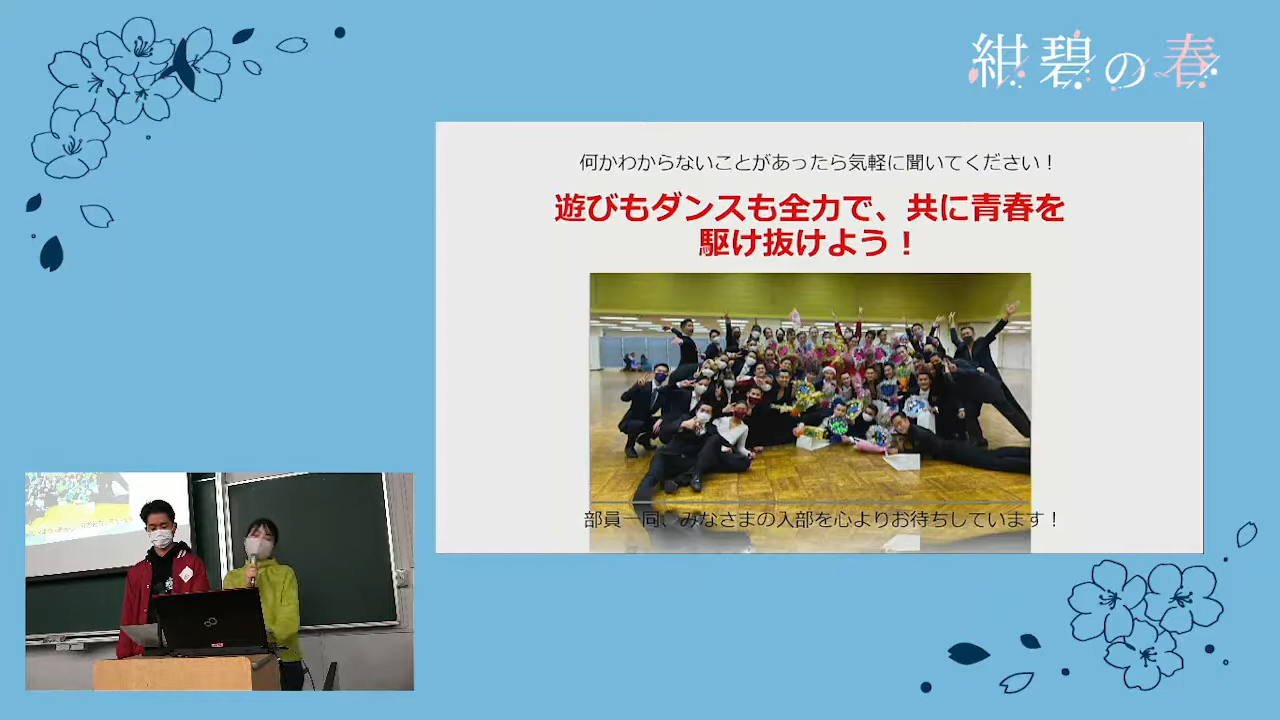 紺碧の春
何かわからないことがあったら気軽に聞いてください！
遊びもダンスも全力で、共に青春を
駆け抜けよう！
部員一同、みなさまの入部を心よりお待ちしています！